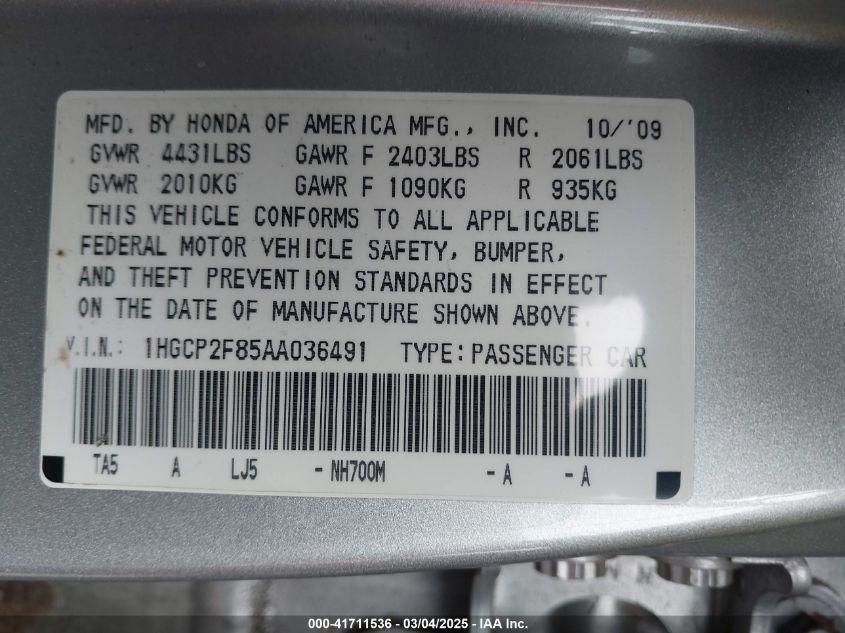 MFD. BY HONDA OF AMERICA MFG., INC. 10/'09
GVWR 4431LBS GAWR F 2403LBS R 2061LBS
GVWR 2010KG GAWR F 1090KG R 935KG
THIS VEHICLE CONFORMS TO ALL APPLICABLE
FEDERAL MOTOR VEHICLE SAFETY, BUMPER,
AND THEFT PREVENTION STANDARDS IN EFFECT
ON THE DATE OF MANUFACTURE SHOWN ABOVE.
V.I.N.: 1HGCP2F85AA036491 TYPE:PASSENGER CAR
TA5 A LJ5 -NH700M -A -A
000-41711536 - 03/04/2025 - IAA Inc.